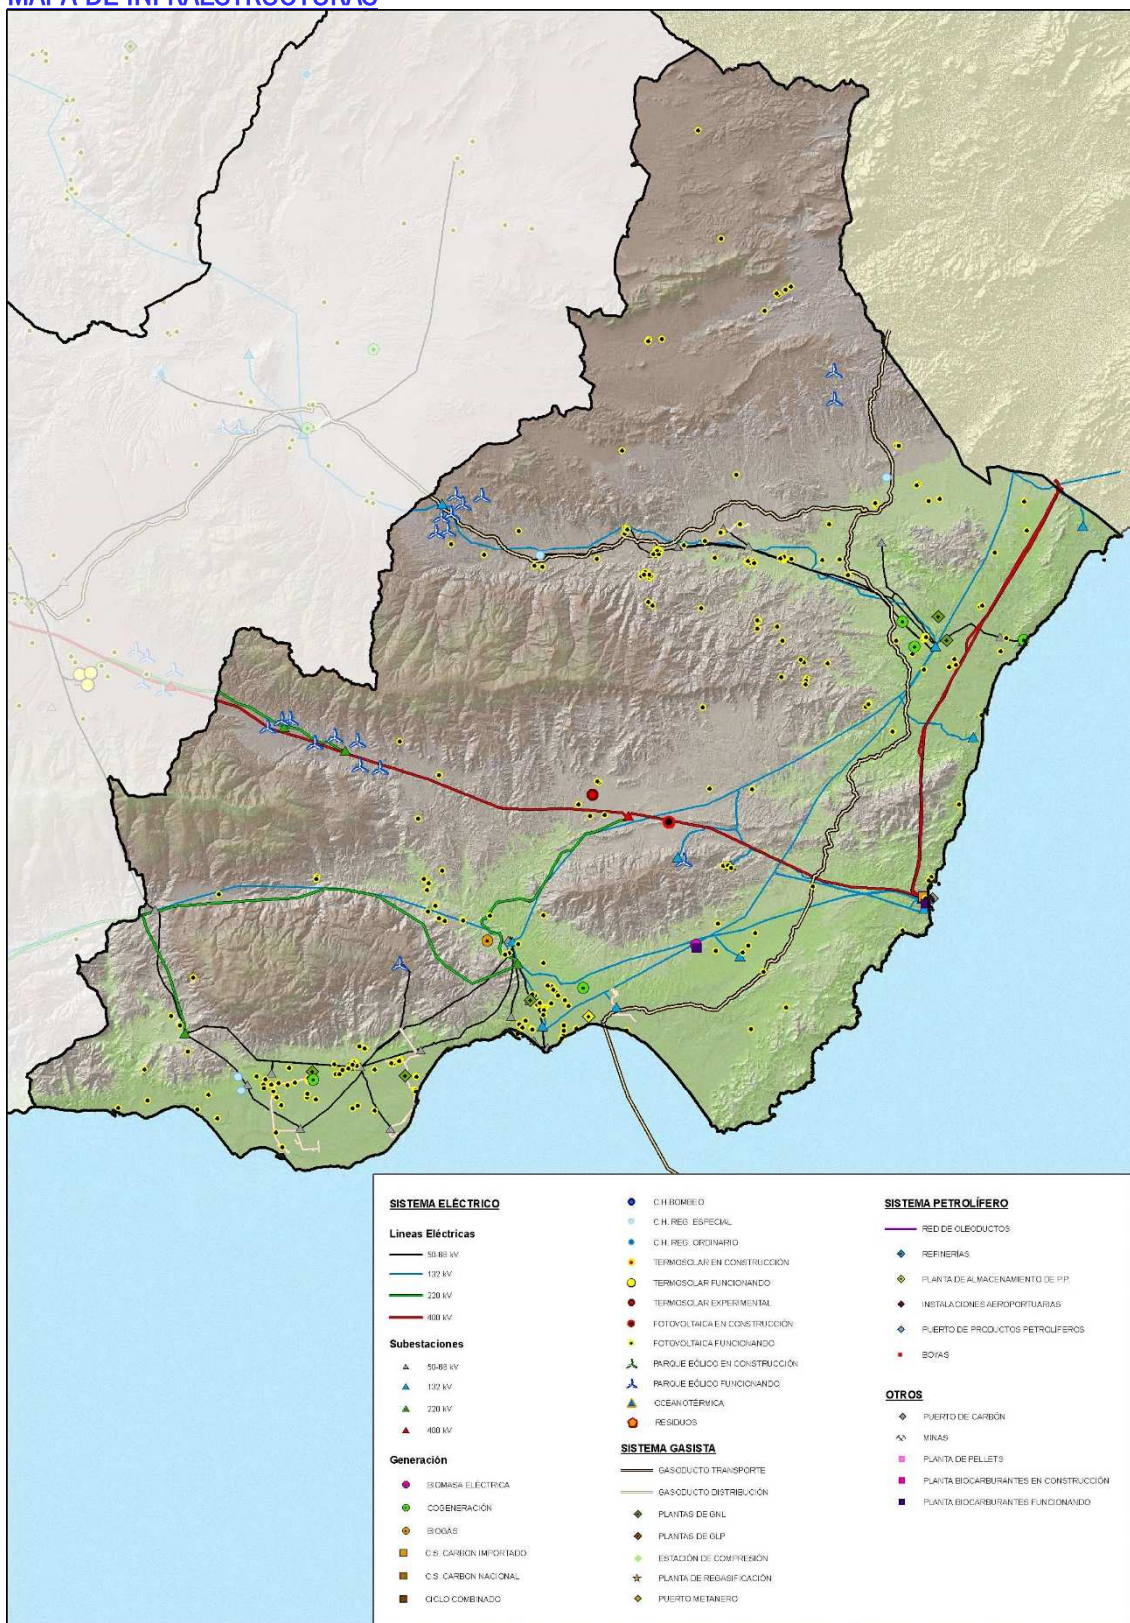 MAPA DE INFRAESTRUCTURAS
SISTEMA ELÉCTRICO
Líneas Eléctricas
50-66 kV
132 kV
220 kV
400 kV
Subestaciones
50-66 kV
132 kV
220 kV
400 kV
Generación
BIOMASA ELÉCTRICA
COGENERACIÓN
BIOGÁS
C.S. CARBON IMPORTADO
C.S. CARBON NACIONAL
CICLO COMBINADO
C.H.BOMBEO
C.H. REG. ESPECIAL
C.H. REG. ORDINARIO
TERMOSOLAR EN CONSTRUCCIÓN
TERMOSOLAR FUNCIONANDO
TERMOSOLAR EXPERIMENTAL
FOTOVOLTAICA EN CONSTRUCCIÓN
FOTOVOLTAICA FUNCIONANDO
PARQUE EÓLICO EN CONSTRUCCIÓN
PARQUE EÓLICO FUNCIONANDO
OCEANOTÉRMICA
RESIDUOS
SISTEMA GASISTA
GASODUCTO TRANSPORTE
GASODUCTO DISTRIBUCIÓN
PLANTAS DE GNL
PLANTAS DE GLP
ESTACIÓN DE COMPRESIÓN
PLANTA DE REGASIFICACIÓN
PUERTO METANERO
SISTEMA PETROLÍFERO
RED DE OLEODUCTOS
REFINERÍAS
PLANTA DE ALMACENAMIENTO DE P.P.
INSTALACIONES AEROPORTUARIAS
PUERTO DE PRODUCTOS PETROLÍFEROS
BOYAS
OTROS
PUERTO DE CARBÓN
MINAS
PLANTA DE PELLETS
PLANTA BIOCARBURANTES EN CONSTRUCCIÓN
PLANTA BIOCARBURANTES FUNCIONANDO